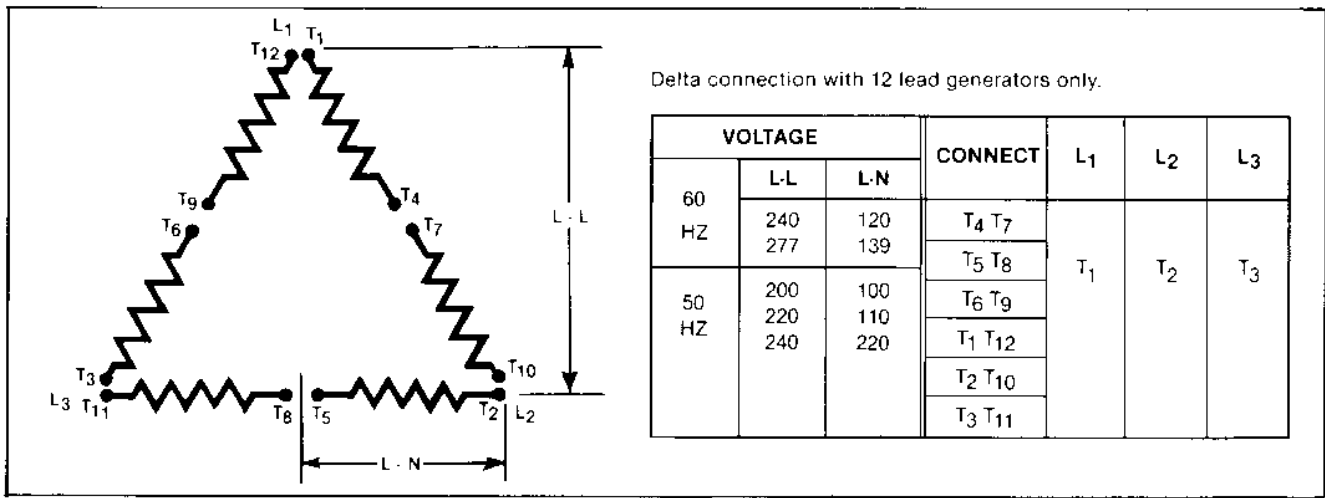 L1 T1
T12
T9
T4
T6
T7
L - L
T3
T10
L3 T11
T8
T5
T2 L2
L - N
Delta connection with 12 lead generators only.
VOLTAGE CONNECT L1 L2 L3
60 HZ L-L L-N
240 120
277 139
50 HZ
200 100
220 110
240 220
T4 T7
T5 T8
T6 T9
T1 T12
T2 T10
T3 T11
T1 T2 T3